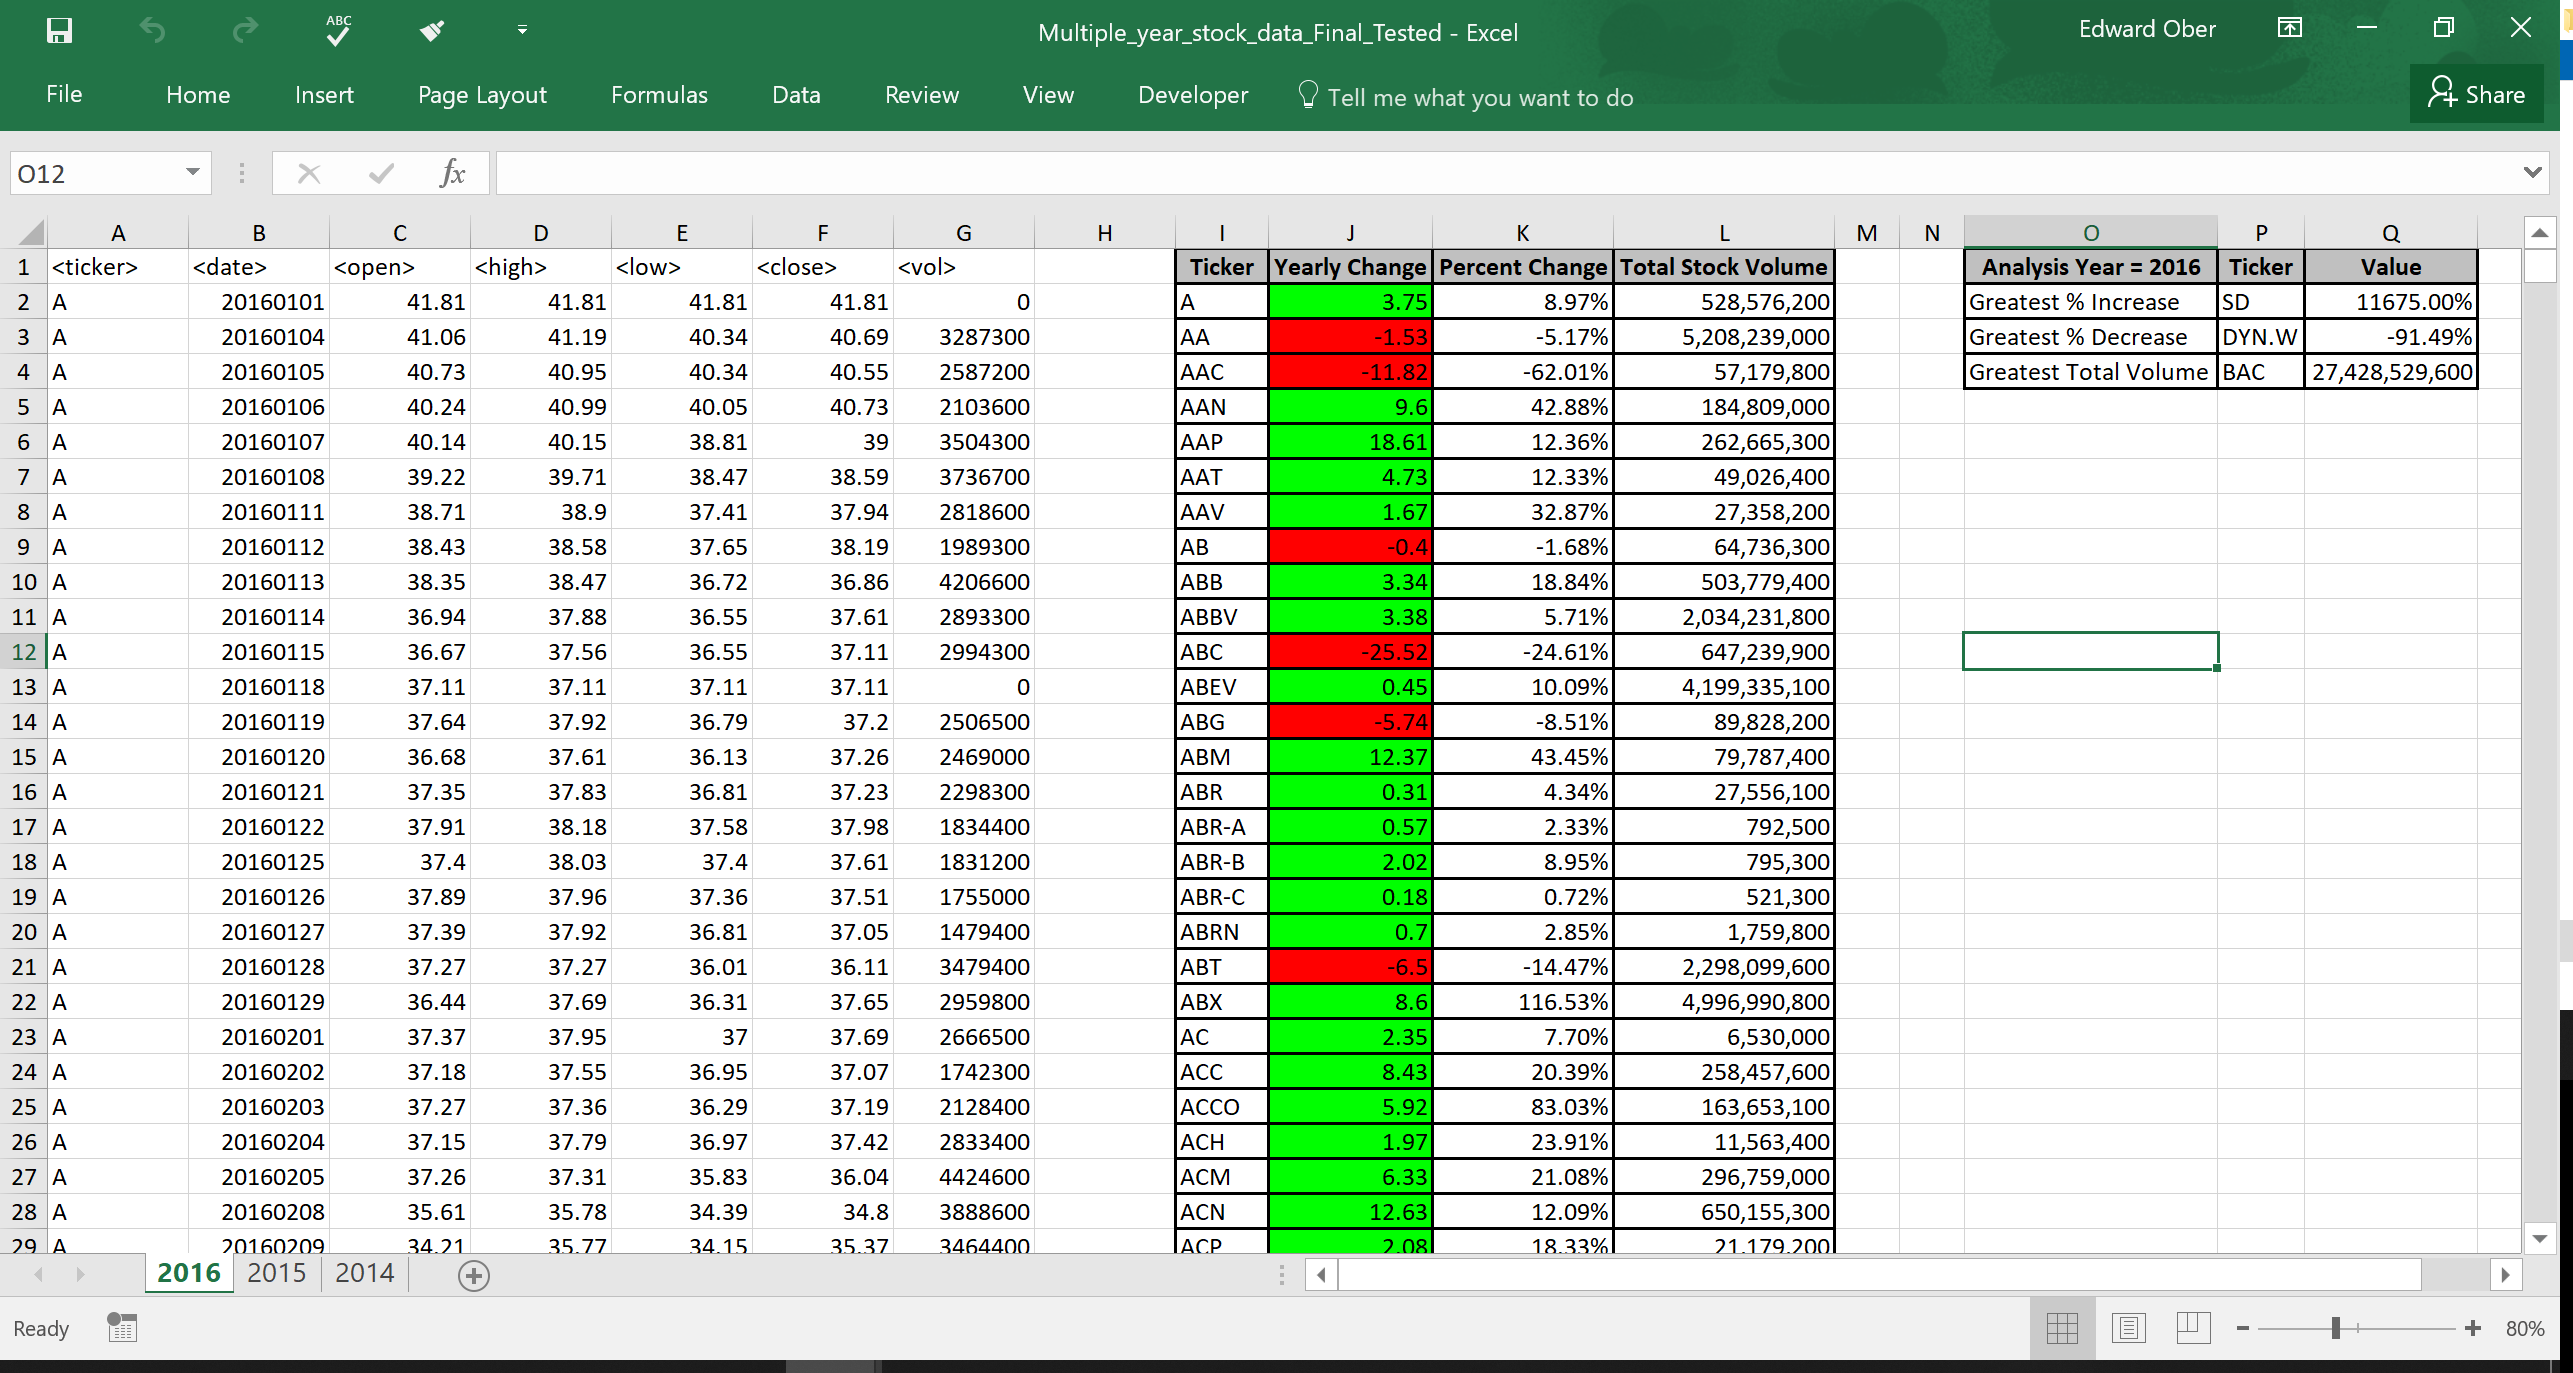 ABC
Multiple_year_stock_data_Final_Tested - Excel
Edward Ober
File Home Insert Page Layout Formulas Data Review View Developer Tell me what you want to do Share
O12 fx
A B C D E F G H I J K L M N O P Q
1 <ticker> <date> <open> <high> <low> <close> <vol> Ticker Yearly Change Percent Change Total Stock Volume Analysis Year = 2016 Ticker Value
2 A 20160101 41.81 41.81 41.81 41.81 0 A 3.75 8.97% 528,576,200 Greatest % Increase SD 11675.00%
3 A 20160104 41.06 41.19 40.34 40.69 3287300 AA -1.53 -5.17% 5,208,239,000 Greatest % Decrease DYN.W -91.49%
4 A 20160105 40.73 40.95 40.34 40.55 2587200 AAC -11.82 -62.01% 57,179,800 Greatest Total Volume BAC 27,428,529,600
5 A 20160106 40.24 40.99 40.05 40.73 2103600 AAN 9.6 42.88% 184,809,000
6 A 20160107 40.14 40.15 38.81 39 3504300 AAP 18.61 12.36% 262,665,300
7 A 20160108 39.22 39.71 38.47 38.59 3736700 AAT 4.73 12.33% 49,026,400
8 A 20160111 38.71 38.9 37.41 37.94 2818600 AAV 1.67 32.87% 27,358,200
9 A 20160112 38.43 38.58 37.65 38.19 1989300 AB -0.4 -1.68% 64,736,300
10 A 20160113 38.35 38.47 36.72 36.86 4206600 ABB 3.34 18.84% 503,779,400
11 A 20160114 36.94 37.88 36.55 37.61 2893300 ABBV 3.38 5.71% 2,034,231,800
12 A 20160115 36.67 37.56 36.55 37.11 2994300 ABC -25.52 -24.61% 647,239,900
13 A 20160118 37.11 37.11 37.11 37.11 0 ABEV 0.45 10.09% 4,199,335,100
14 A 20160119 37.64 37.92 36.79 37.2 2506500 ABG -5.74 -8.51% 89,828,200
15 A 20160120 36.68 37.61 36.13 37.26 2469000 ABM 12.37 43.45% 79,787,400
16 A 20160121 37.35 37.83 36.81 37.23 2298300 ABR 0.31 4.34% 27,556,100
17 A 20160122 37.91 38.18 37.58 37.98 1834400 ABR-A 0.57 2.33% 792,500
18 A 20160125 37.4 38.03 37.4 37.61 1831200 ABR-B 2.02 8.95% 795,300
19 A 20160126 37.89 37.96 37.36 37.51 1755000 ABR-C 0.18 0.72% 521,300
20 A 20160127 37.39 37.92 36.81 37.05 1479400 ABRN 0.7 2.85% 1,759,800
21 A 20160128 37.27 37.27 36.01 36.11 3479400 ABT -6.5 -14.47% 2,298,099,600
22 A 20160129 36.44 37.69 36.31 37.65 2959800 ABX 8.6 116.53% 4,996,990,800
23 A 20160201 37.37 37.95 37 37.69 2666500 AC 2.35 7.70% 6,530,000
24 A 20160202 37.18 37.55 36.95 37.07 1742300 ACC 8.43 20.39% 258,457,600
25 A 20160203 37.27 37.36 36.29 37.19 2128400 ACCO 5.92 83.03% 163,653,100
26 A 20160204 37.15 37.79 36.97 37.42 2833400 ACH 1.97 23.91% 11,563,400
27 A 20160205 37.26 37.31 35.83 36.04 4424600 ACM 6.33 21.08% 296,759,000
28 A 20160208 35.61 35.78 34.39 34.8 3888600 ACN 12.63 12.09% 650,155,300
29 A 20160209 34.21 35.77 34.15 35.37 3464400 ACP 2.08 18.33% 21,179,200
2016 2015 2014
Ready 80%